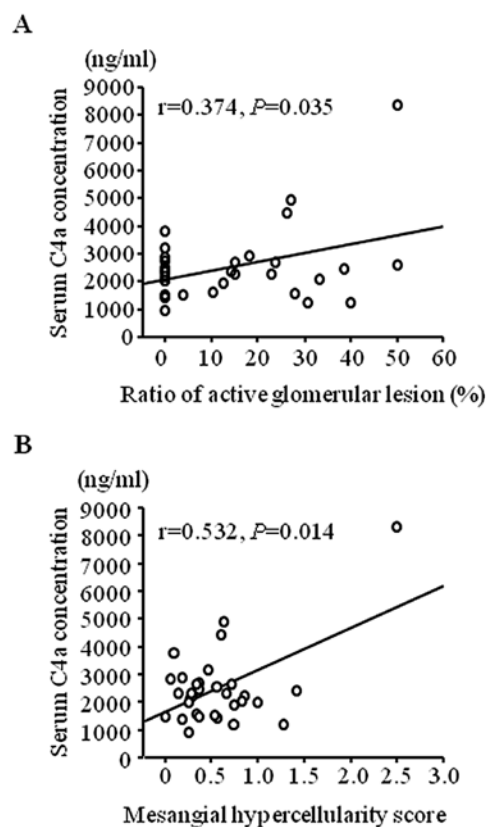 A
(ng/ml)
r=0.374, P=0.035
Serum C4a concentration
9000
8000
7000
6000
5000
4000
3000
2000
1000
0
0 10 20 30 40 50 60
Ratio of active glomerular lesion (%)
B
(ng/ml)
r=0.532, P=0.014
Serum C4a concentration
9000
8000
7000
6000
5000
4000
3000
2000
1000
0
0 0.5 1.0 1.5 2.0 2.5 3.0
Mesangial hypercellularity score